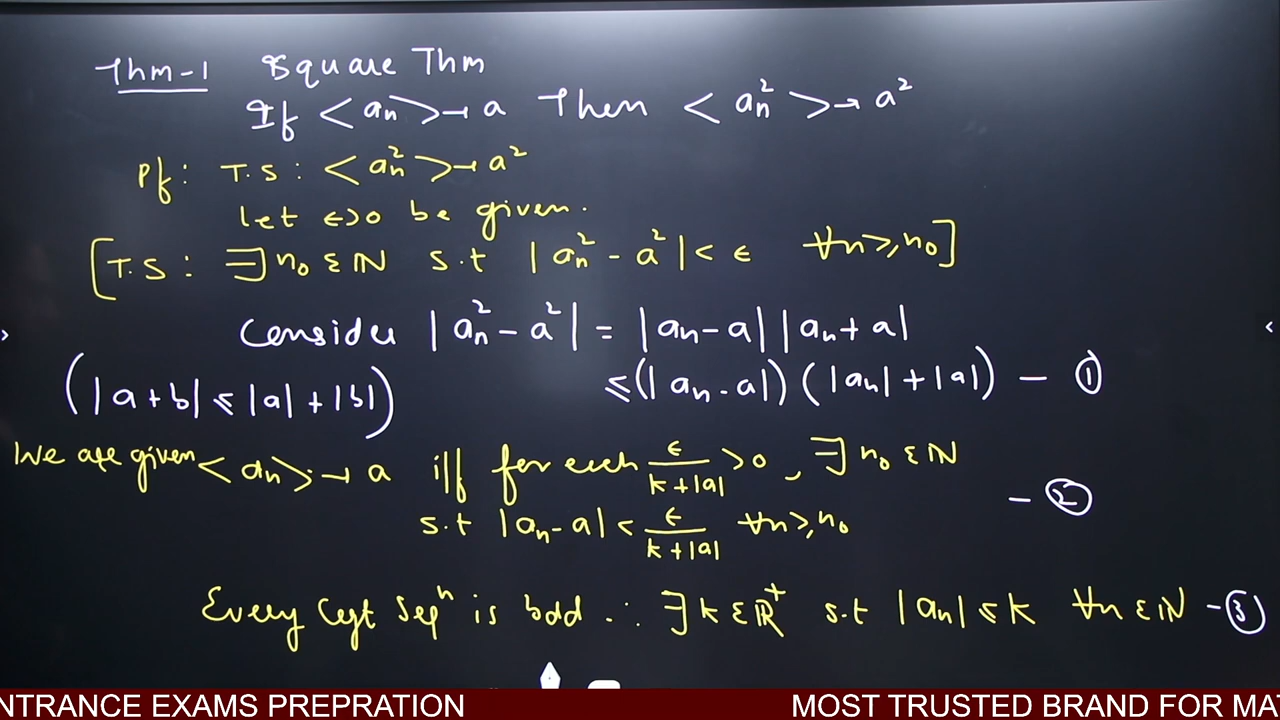 Thm-1 Square Thm
If <aₙ>→a Then <aₙ²>→a²
Pf: T.S: <aₙ²>→a²
Let ϵ>0 be given.
[T.S: ∃ n₀ ε ℕ s.t |aₙ² - a²| < ϵ ∀n≥n₀]
Consider |aₙ² - a²| = |aₙ - a| |aₙ + a|
(|a+b| ≤ |a| + |b|) ≤ (|aₙ - a|) (|aₙ| + |a|) - ①
We are given <aₙ> → a iff for each ϵ/(k+|a|) >0, ∃ n₀ ε ℕ
s.t |aₙ - a| < ϵ/(k+|a|) ∀n≥n₀ - ②
Every Cgt Seqⁿ is bdd ∴ ∃ k ε ℝ⁺ s.t |aₙ| ≤ k ∀n ε ℕ - ③
NTRANCE EXAMS PREPRATION MOST TRUSTED BRAND FOR MA